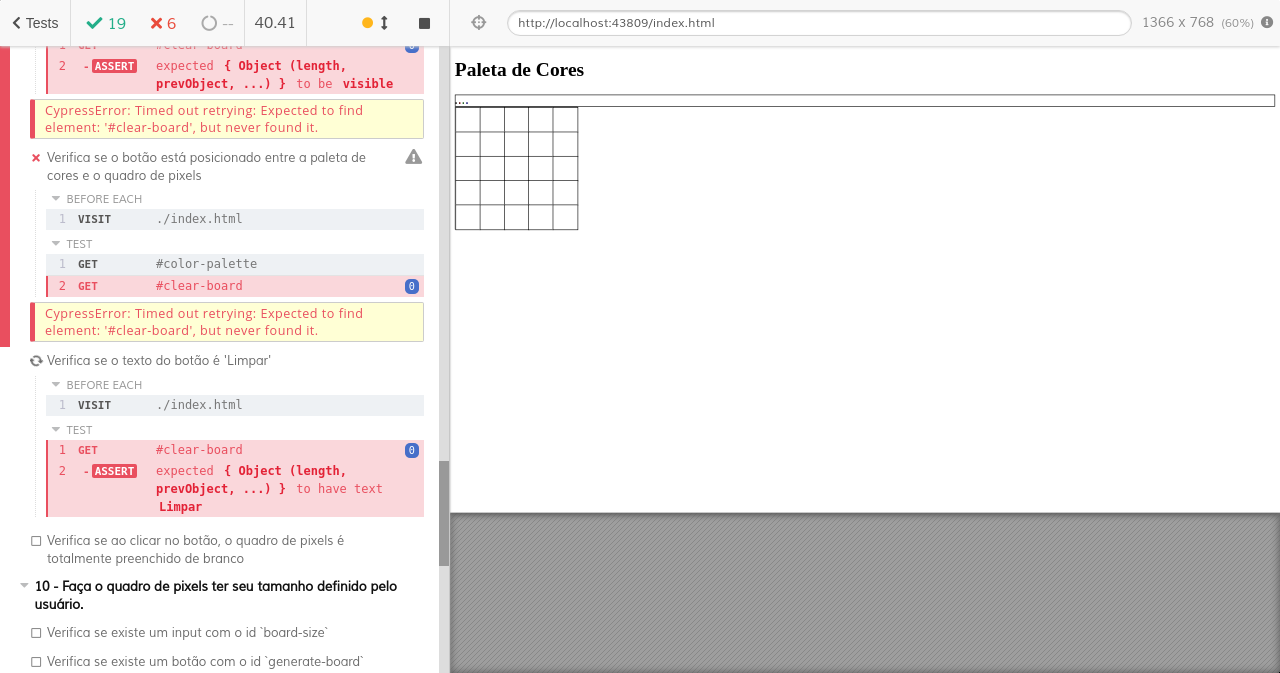 Tests
19
6
--
40.41
http://localhost:43809/index.html
1366 x 768 (60%)
1 GET #clear-board 0
2 -ASSERT expected { Object (length,
prevObject, ...) } to be visible
CypressError: Timed out retrying: Expected to find
element: '#clear-board', but never found it.
Verifica se o botão está posicionado entre a paleta de
cores e o quadro de pixels
BEFORE EACH
1 VISIT ./index.html
TEST
1 GET #color-palette
2 GET #clear-board 0
CypressError: Timed out retrying: Expected to find
element: '#clear-board', but never found it.
Verifica se o texto do botão é 'Limpar'
BEFORE EACH
1 VISIT ./index.html
TEST
1 GET #clear-board 0
2 -ASSERT expected { Object (length,
prevObject, ...) } to have text
Limpar
Verifica se ao clicar no botão, o quadro de pixels é
totalmente preenchido de branco
10 - Faça o quadro de pixels ter seu tamanho definido pelo
usuário.
Verifica se existe um input com o id `board-size`
Verifica se existe um botão com o id `generate-board`
Paleta de Cores
....